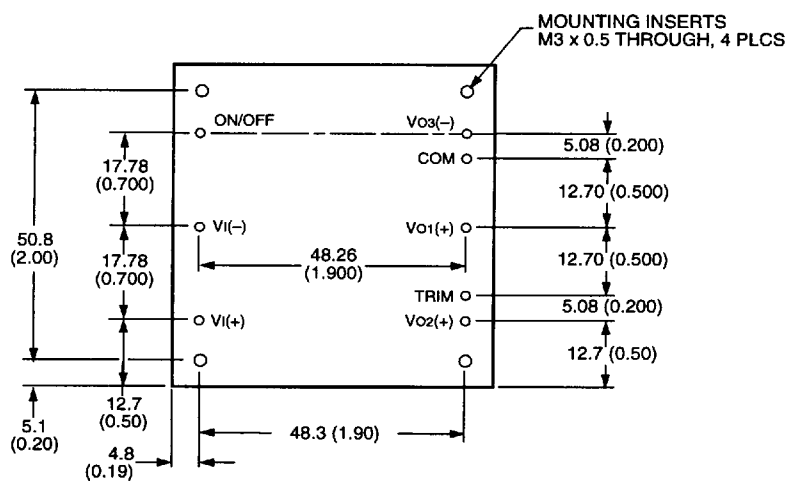 MOUNTING INSERTS
M3 x 0.5 THROUGH, 4 PLCS
ON/OFF
VO3(–)
5.08 (0.200)
COM
17.78
(0.700)
12.70 (0.500)
VI(–)
VO1(+)
50.8
(2.00)
17.78
(0.700)
48.26
(1.900)
12.70 (0.500)
TRIM
5.08 (0.200)
VI(+)
VO2(+)
12.7 (0.50)
12.7
(0.50)
5.1
(0.20)
48.3 (1.90)
4.8
(0.19)